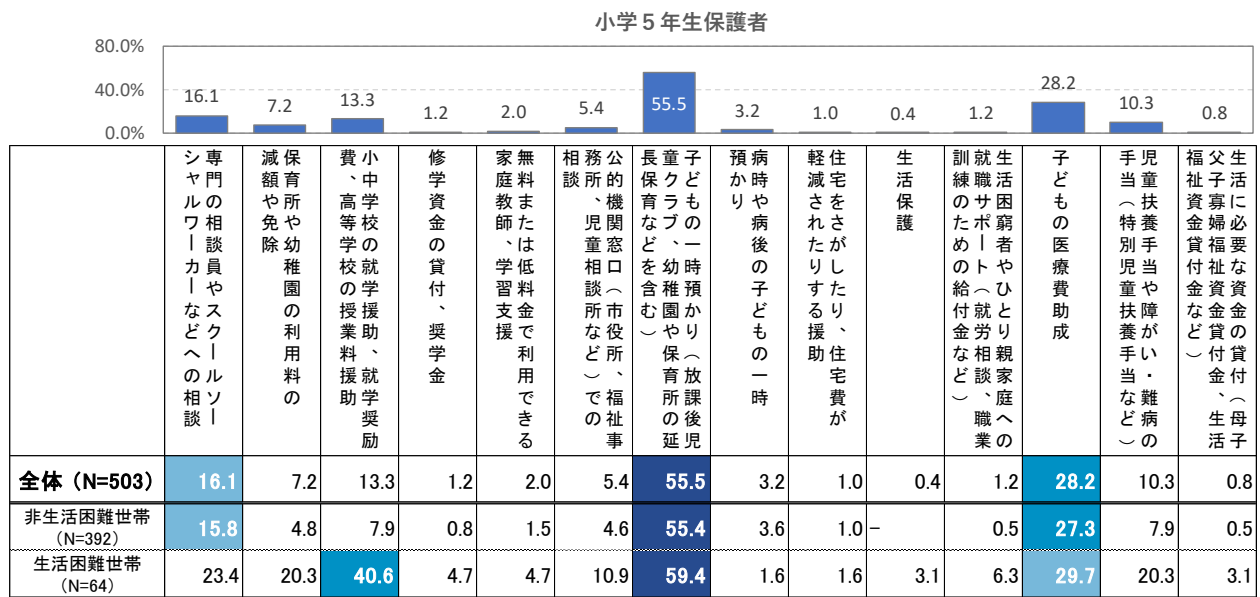 小学５年生保護者
80.0%
40.0%
0.0%
16.1
7.2
13.3
1.2
2.0
5.4
55.5
3.2
1.0
0.4
1.2
28.2
10.3
0.8
専門の相談員やスクールソー
シャルワーカーなどへの相談
保育所や幼稚園の利用料の
減額や免除
小中学校の就学援助、就学奨励
費、高等学校の授業料援助
修学資金の貸付、奨学金
無料または低料金で利用できる
家庭教師、学習支援
公的機関窓口（市役所、福祉事
務所、児童相談所など）での
相談
子どもの一時預かり（放課後児
童クラブ、幼稚園や保育所の延
長保育などを含む）
病時や病後の子どもの一時
預かり
住宅をさがしたり、住宅費が
軽減されたりする援助
生活保護
生活困窮者やひとり親家庭への
就職サポート（就労相談、職業
訓練のための給付金など）
子どもの医療費助成
児童扶養手当や障がい・難病の
手当（特別児童扶養手当など）
生活に必要な資金の貸付（母子
父子寡婦福祉資金貸付金、生活
福祉資金貸付金など）
全体（N=503） 16.1 7.2 13.3 1.2 2.0 5.4 55.5 3.2 1.0 0.4 1.2 28.2 10.3 0.8
非生活困難世帯
（N=392） 15.8 4.8 7.9 0.8 1.5 4.6 55.4 3.6 1.0 − 0.5 27.3 7.9 0.5
生活困難世帯
（N=64） 23.4 20.3 40.6 4.7 4.7 10.9 59.4 1.6 1.6 3.1 6.3 29.7 20.3 3.1